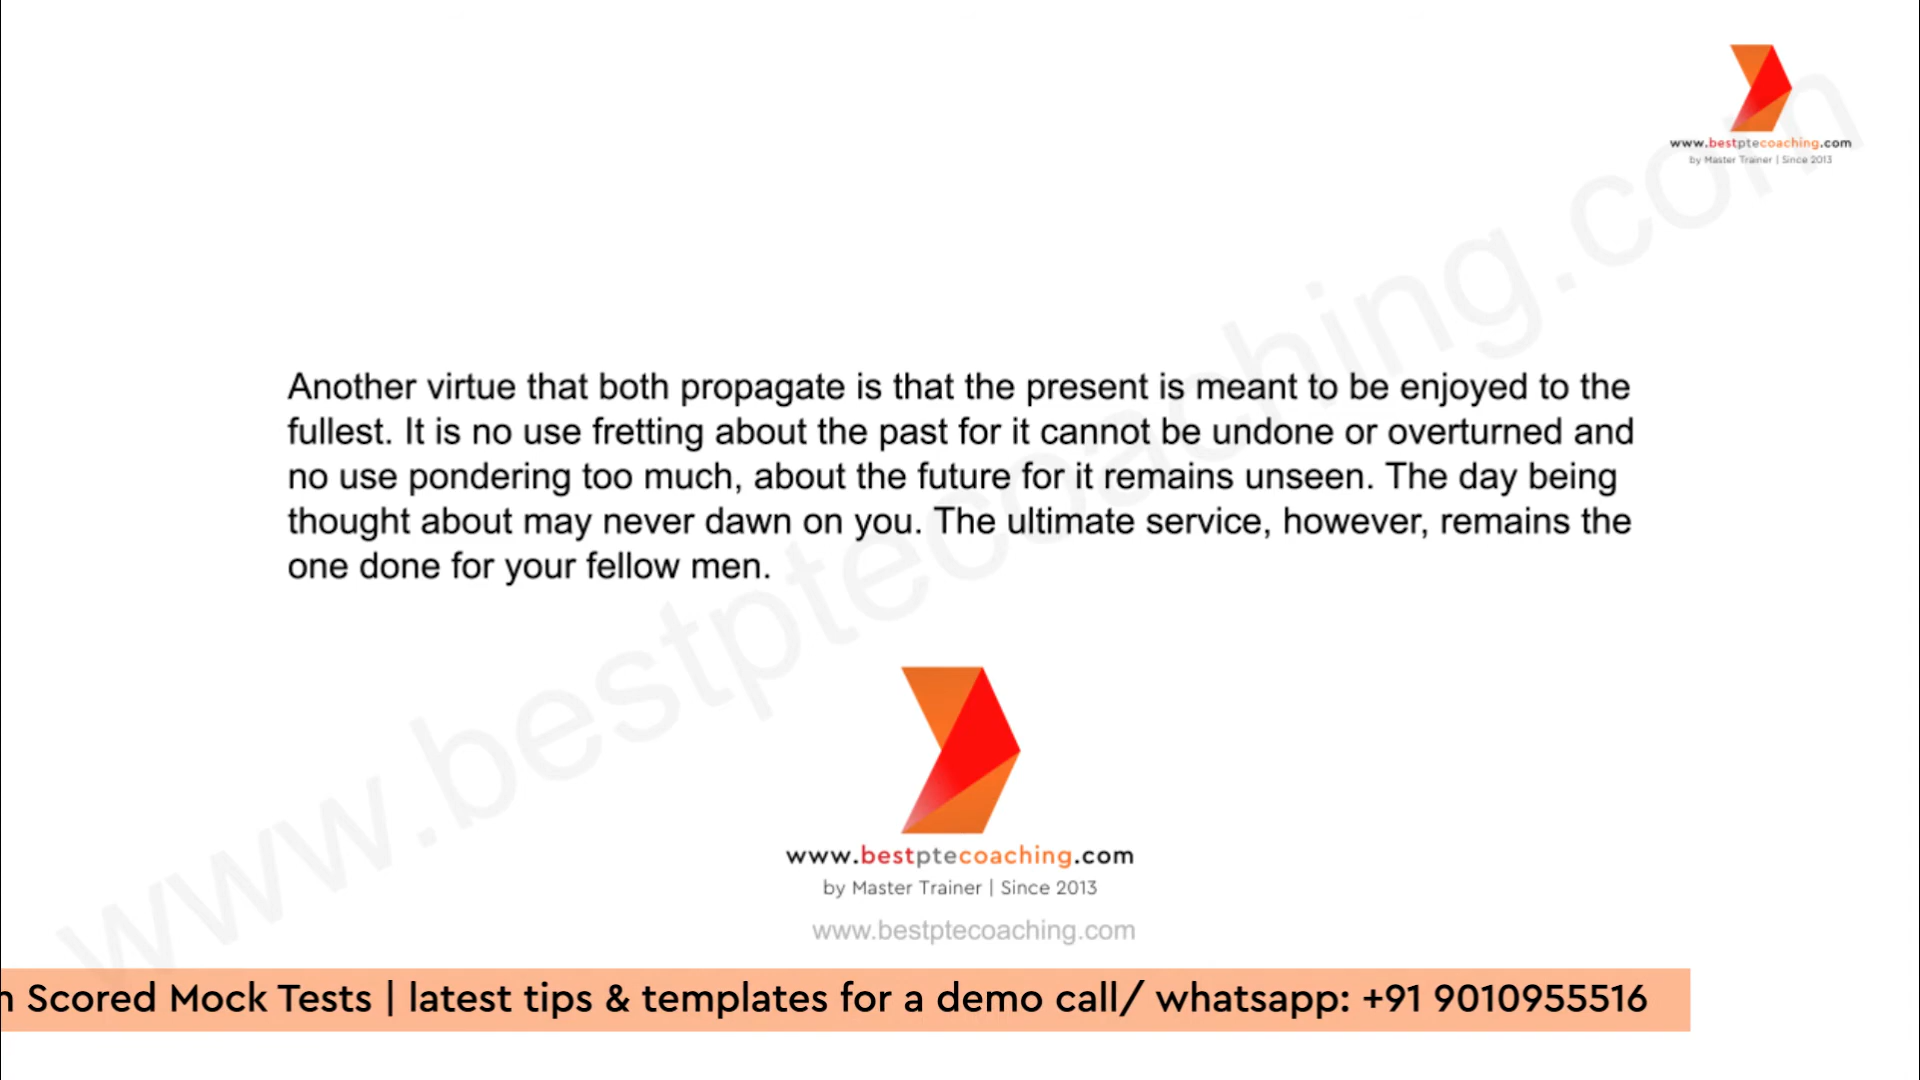 www.bestptecoaching.com
by Master Trainer | Since 2013
Another virtue that both propagate is that the present is meant to be enjoyed to the
fullest. It is no use fretting about the past for it cannot be undone or overturned and
no use pondering too much, about the future for it remains unseen. The day being
thought about may never dawn on you. The ultimate service, however, remains the
one done for your fellow men.
www.bestptecoaching.com
www.bestptecoaching.com
by Master Trainer | Since 2013
www.bestptecoaching.com
Scored Mock Tests | latest tips & templates for a demo call/ whatsapp: +91 9010955516